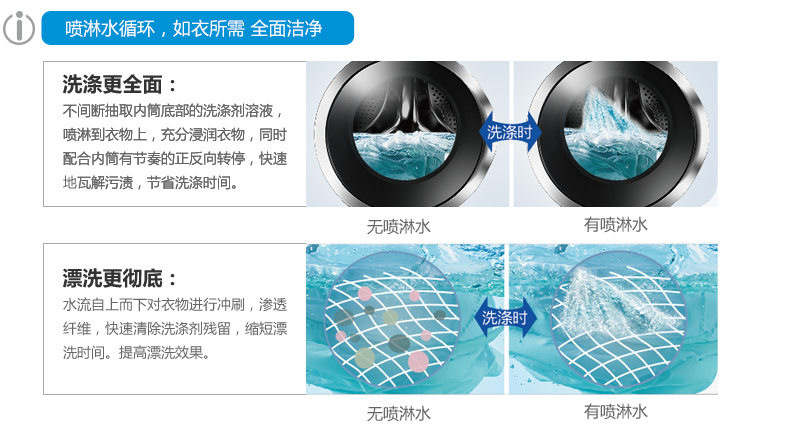 喷淋水循环，如衣所需 全面洁净
洗涤更全面：
不间断抽取内筒底部的洗涤剂溶液，
喷淋到衣物上，充分浸润衣物，同时
配合内筒有节奏的正反向转停，快速
地瓦解污渍，节省洗涤时间。
洗涤时
无喷淋水
有喷淋水
漂洗更彻底：
水流自上而下对衣物进行冲刷，渗透
纤维，快速清除洗涤剂残留，缩短漂
洗时间。提高漂洗效果。
洗涤时
无喷淋水
有喷淋水